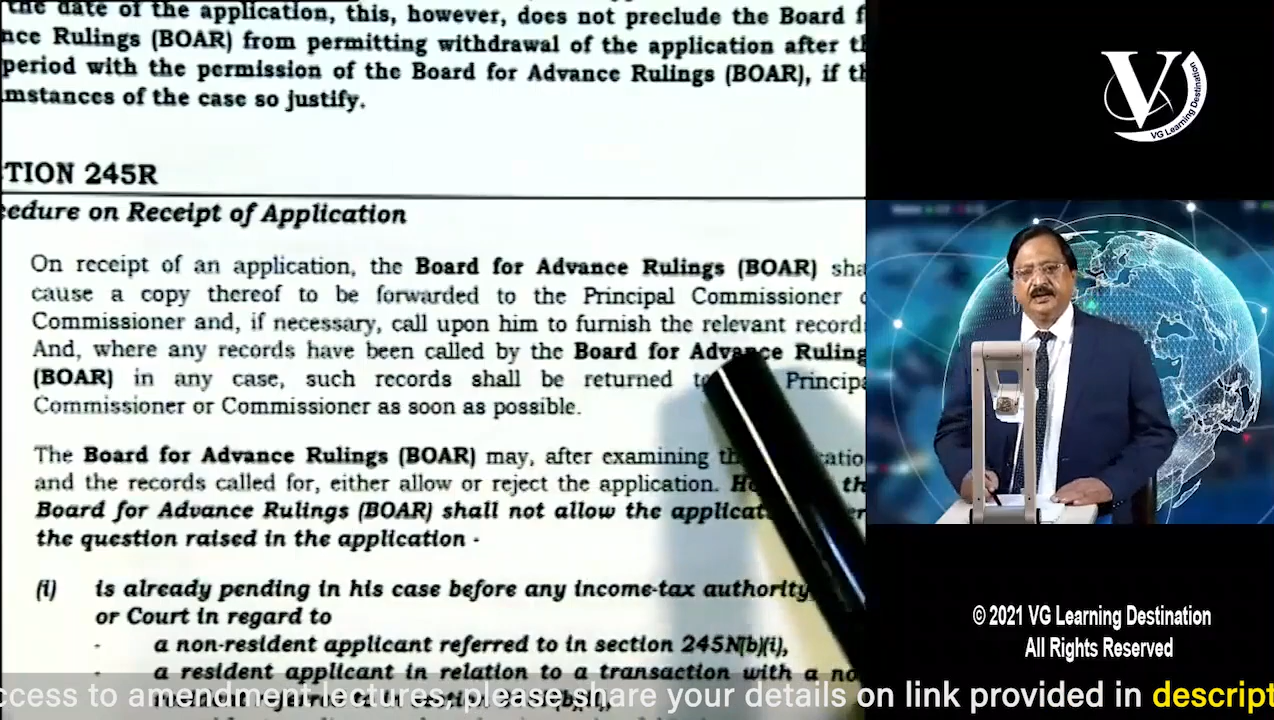 the date of the application, this, however, does not preclude the Board f
nce Rulings (BOAR) from permitting withdrawal of the application after th
period with the permission of the Board for Advance Rulings (BOAR), if th
mstances of the case so justify.
TION 245R
edure on Receipt of Application
On receipt of an application, the Board for Advance Rulings (BOAR) sha
cause a copy thereof to be forwarded to the Principal Commissioner
Commissioner and, if necessary, call upon him to furnish the relevant record
And, where any records have been called by the Board for Advance Ruling
(BOAR) in any case, such records shall be returned Principa
Commissioner or Commissioner as soon as possible.
The Board for Advance Rulings (BOAR) may, after examining
and the records called for, either allow or reject the application. th
Board for Advance Rulings (BOAR) shall not allow the
the question raised in the application -
(i) is already pending in his case before any income-tax authority
or Court in regard to
- a non-resident applicant referred to in section 245N(b)(i),
- a resident applicant in relation to a transaction with a no
V
VG Learning Destination
© 2021 VG Learning Destination
All Rights Reserved
ccess to amendment lectures, please share your details on link provided in descript